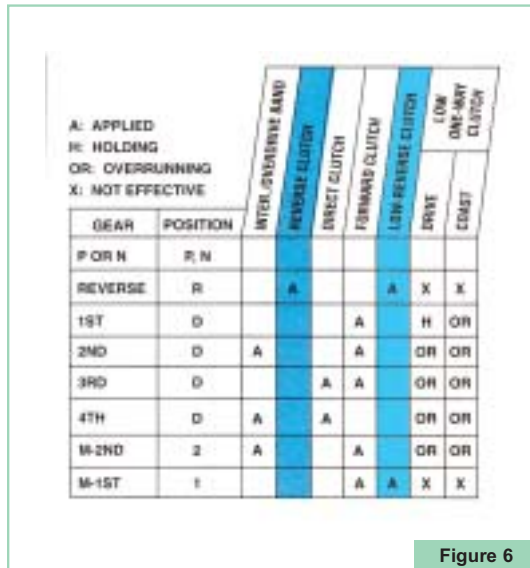 A: APPLIED
H: HOLDING
OR: OVERRUNNING
X: NOT EFFECTIVE
GEAR POSITION INTER./OVERDRIVE BAND REVERSE CLUTCH DIRECT CLUTCH FORWARD CLUTCH LOW-REVERSE CLUTCH LOW ONE-WAY CLUTCH DRIVE COAST
P OR N P, N
REVERSE R A A X X
1ST D A H OR
2ND D A A OR OR
3RD D A A OR OR
4TH D A A OR OR
M-2ND 2 A A OR OR
M-1ST 1 A A X X
Figure 6